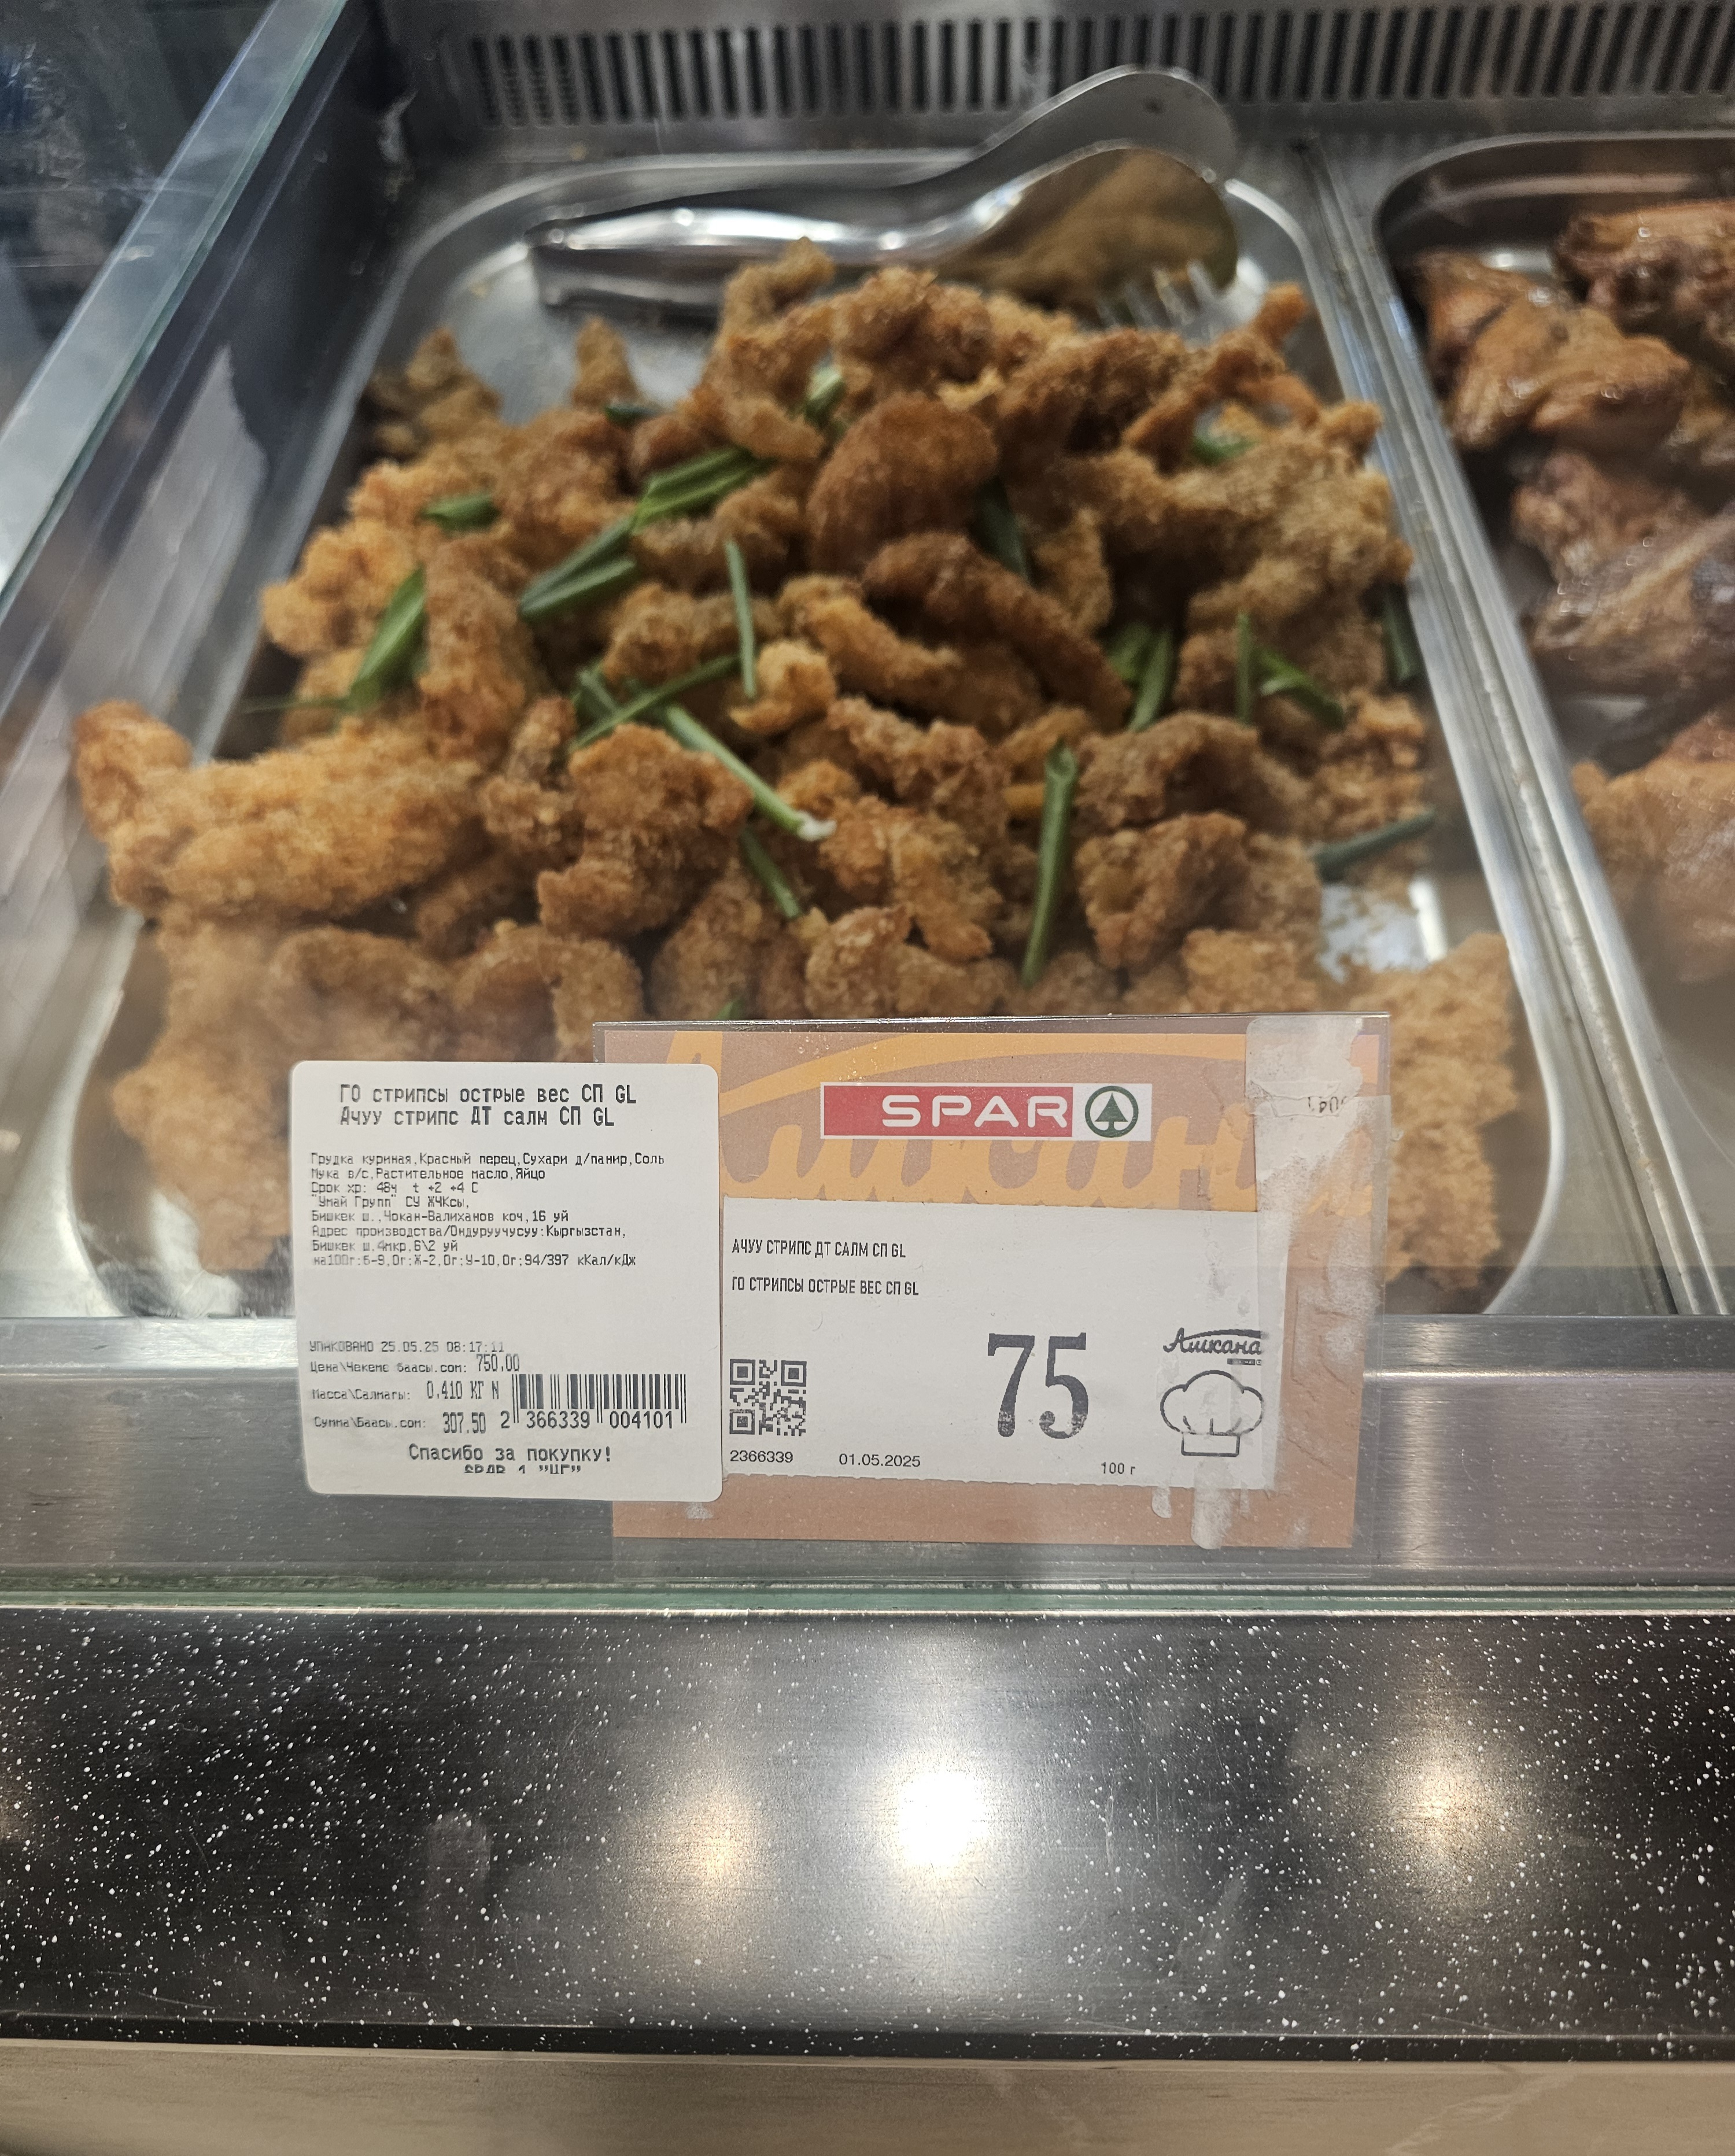 ГО стрипсы острые вес СП GL
Ачуу стрипс ДТ салм СП GL
Грудка куриная,Красный перец,Сухари д/панир,Соль
Мука в/с,Растительное масло,Яйцо
Срок хр: 48ч t +2 +4 С
"Умай Групп" СУ ЖЧКсы,
Бишкек ш.,Чокан-Валиханов коч,16 уй
Адрес производства/Ондуруучусуу:Кыргызстан,
Бишкек ш.4мкр,6\2 уй
на100г:Б-9,0г:Ж-2,0г:У-10,0г:94/397 кКал/кДж
УПАКОВАНО 25.05.25 08:17:11
Цена\Чекене баасы.сом: 750.00
Масса\Салмагы: 0.410 КГ N
Сумма\Баасы.сом: 307.50
2 366339 004101
Спасибо за покупку!
SPAR 1 "ЦГ"
SPAR
Ашкана
АЧУУ СТРИПС ДТ САЛМ СП GL
ГО СТРИПСЫ ОСТРЫЕ ВЕС СП GL
75
Ашкана
2366339
01.05.2025
100 г